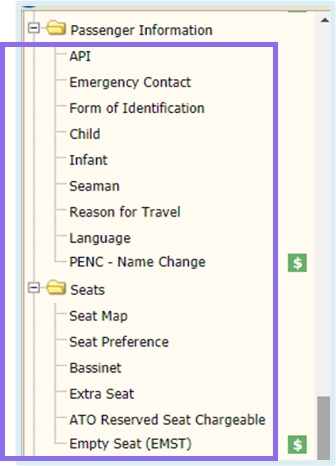 Passenger Information
API
Emergency Contact
Form of Identification
Child
Infant
Seaman
Reason for Travel
Language
PENC - Name Change $
Seats
Seat Map
Seat Preference
Bassinet
Extra Seat
ATO Reserved Seat Chargeable
Empty Seat (EMST) $